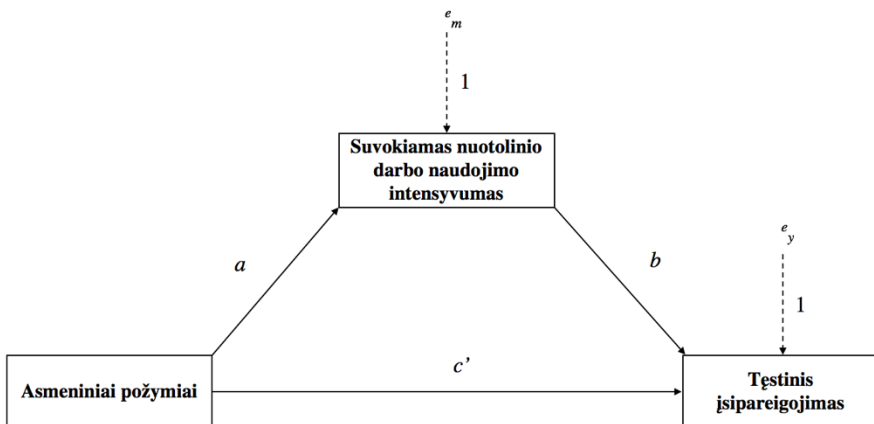 e m
1
Suvokiamas nuotolinio
darbo naudojimo
intensyvumas
e y
a
b
1
Asmeniniai požymiai
c’
Tęstinis
įsipareigojimas